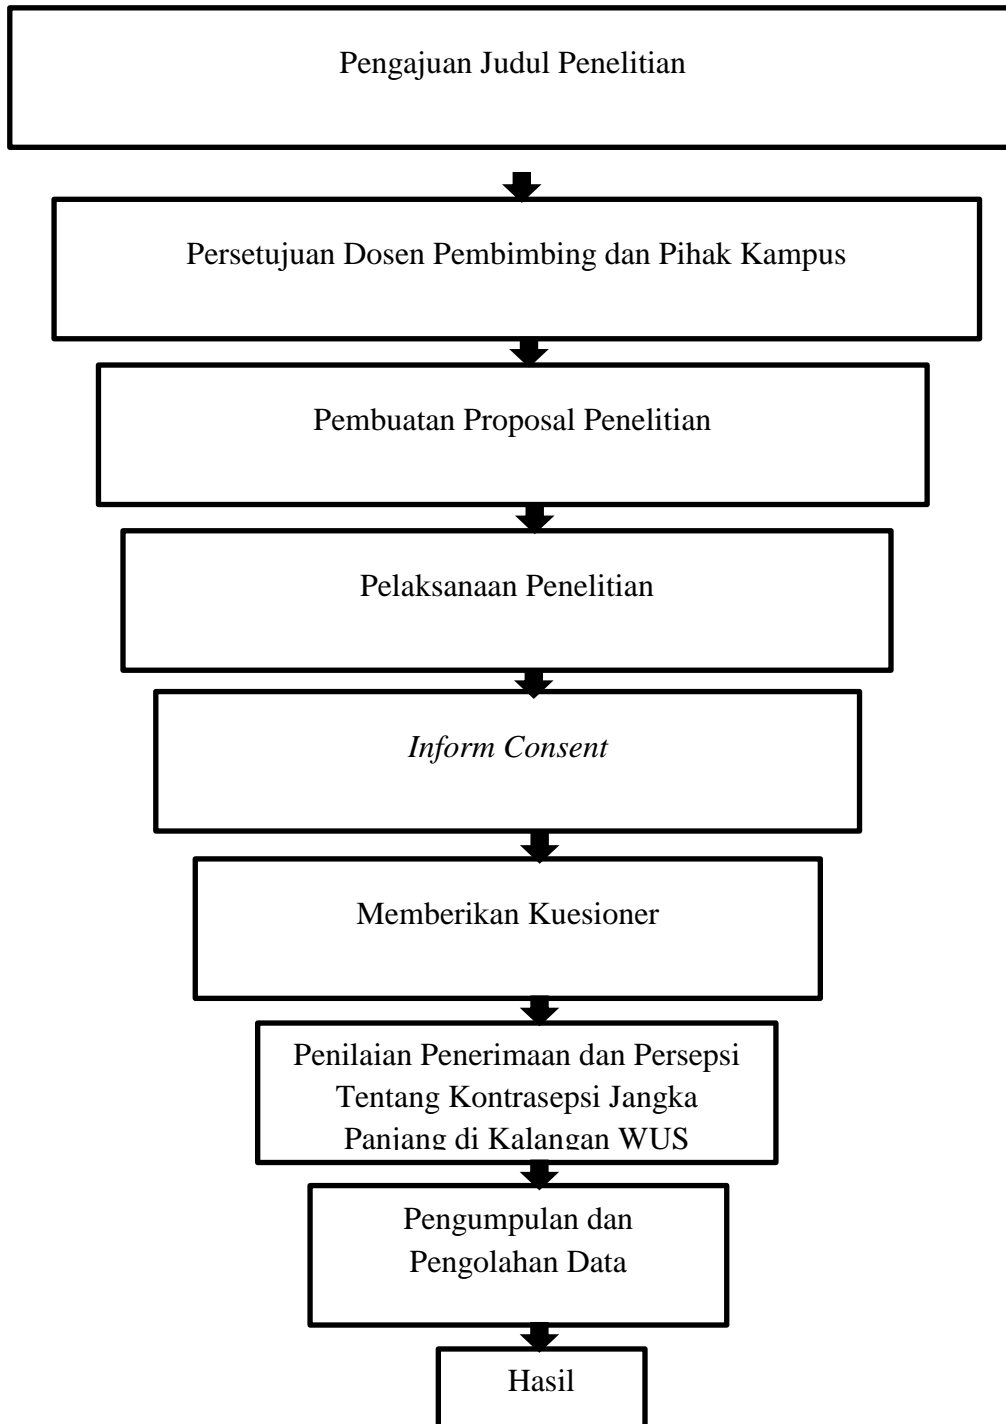 Pengajuan Judul Penelitian
Persetujuan Dosen Pembimbing dan Pihak Kampus
Pembuatan Proposal Penelitian
Pelaksanaan Penelitian
Inform Consent
Memberikan Kuesioner
Penilaian Penerimaan dan Persepsi
Tentang Kontrasepsi Jangka
Panjang di Kalangan WUS
Pengumpulan dan
Pengolahan Data
Hasil